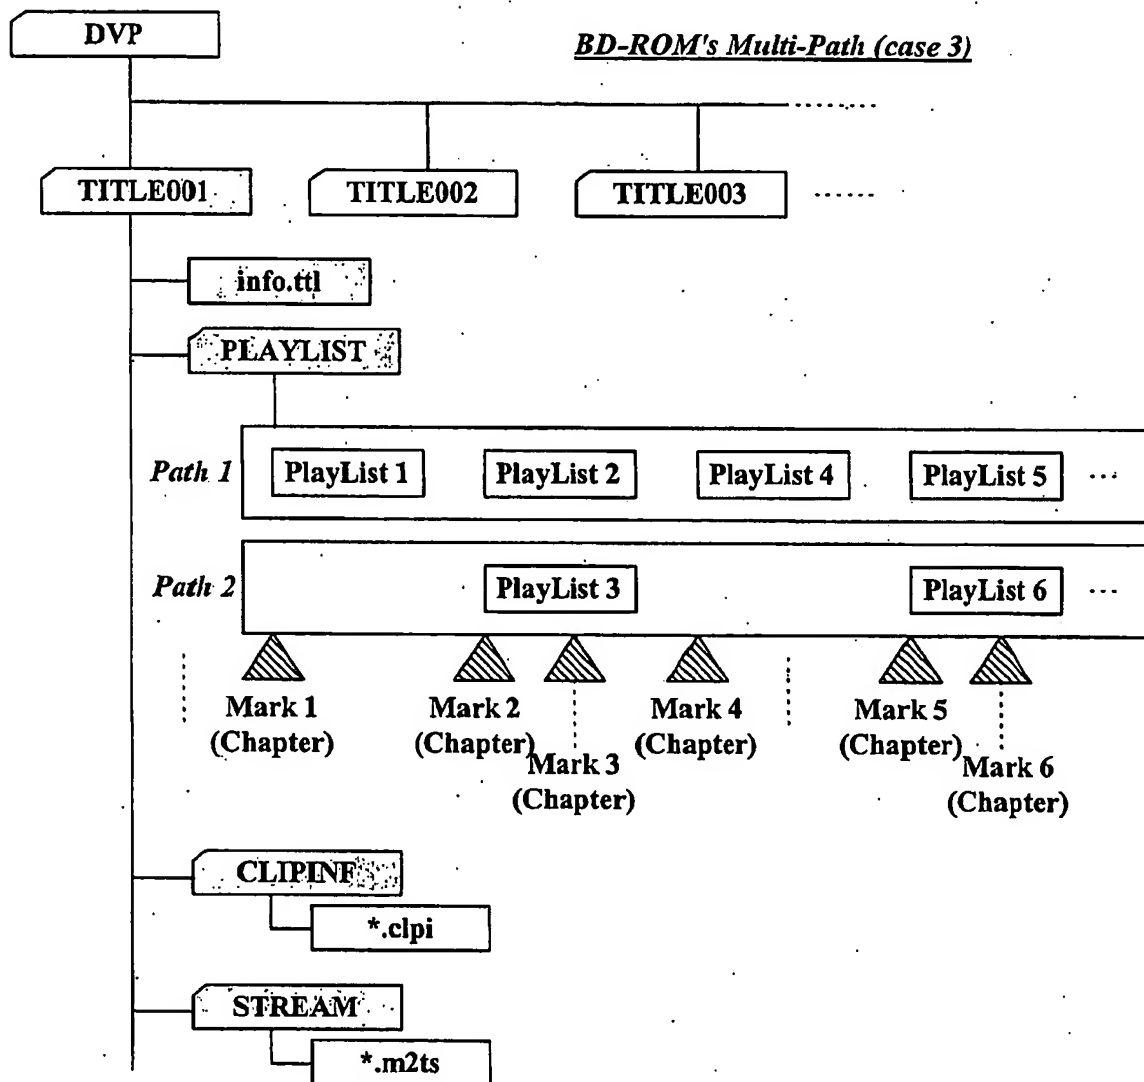 DVP
BD-ROM's Multi-Path (case 3)
TITLE001
TITLE002
TITLE003
info.ttl
PLAYLIST
Path 1
PlayList 1
PlayList 2
PlayList 4
PlayList 5
...
Path 2
PlayList 3
PlayList 6
...
Mark 1
(Chapter)
Mark 2
(Chapter)
Mark 3
(Chapter)
Mark 4
(Chapter)
Mark 5
(Chapter)
Mark 6
(Chapter)
CLIPINF
*.clpi
STREAM
*.m2ts